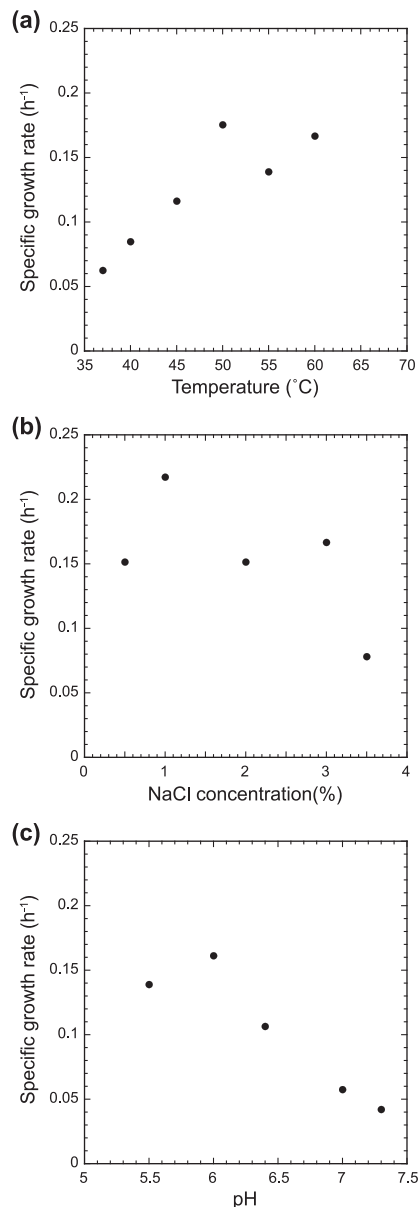 (a)
0.25
0.2
0.15
0.1
0.05
0
Specific growth rate (h⁻¹)
35 40 45 50 55 60 65 70
Temperature (˚C)
(b)
0.25
0.2
0.15
0.1
0.05
0
Specific growth rate (h⁻¹)
0 1 2 3 4
NaCl concentration(%)
(c)
0.25
0.2
0.15
0.1
0.05
0
Specific growth rate (h⁻¹)
5 5.5 6 6.5 7 7.5
pH